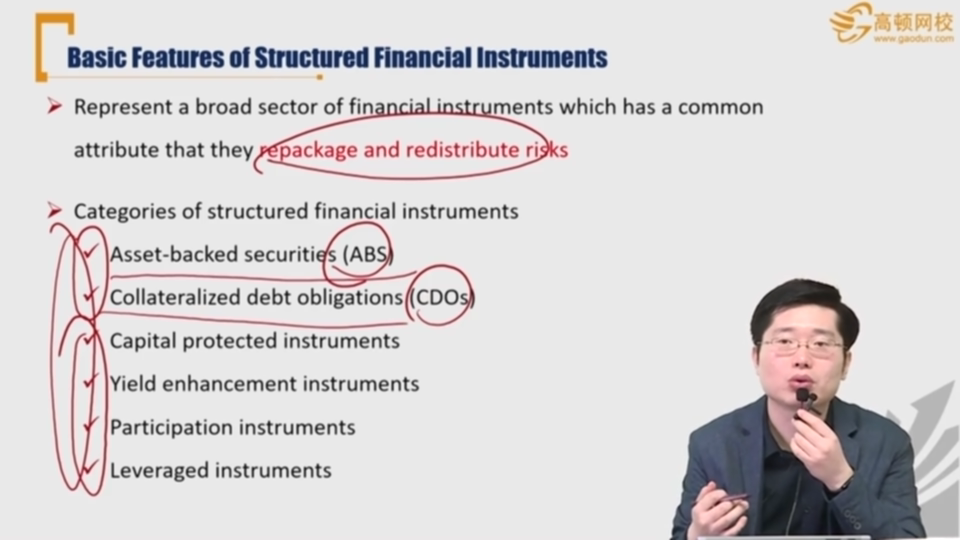 高顿网校
www.gaodun.com
Basic Features of Structured Financial Instruments
Represent a broad sector of financial instruments which has a common
attribute that they repackage and redistribute risks
Categories of structured financial instruments
Asset-backed securities (ABS)
Collateralized debt obligations (CDOs)
Capital protected instruments
Yield enhancement instruments
Participation instruments
Leveraged instruments